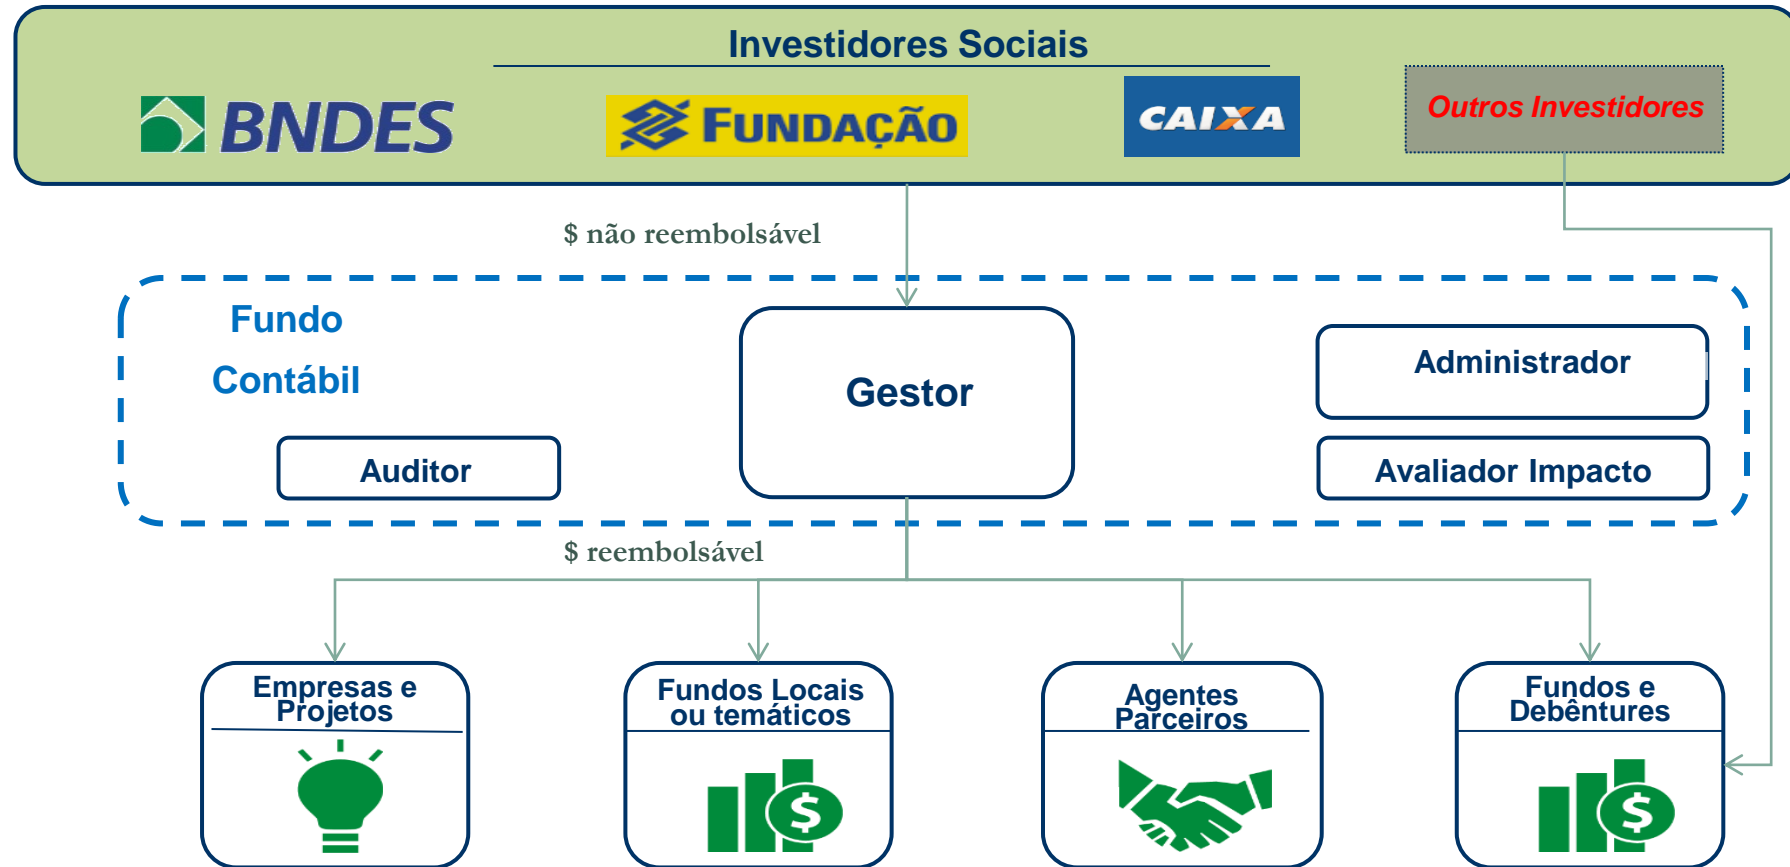 Investidores Sociais
BNDES
FUNDAÇÃO
CAIXA
Outros Investidores
$ não reembolsável
Fundo
Contábil
Gestor
Administrador
Auditor
Avaliador Impacto
$ reembolsável
Empresas e
Projetos
Fundos Locais
ou temáticos
$
Agentes
Parceiros
Fundos e
Debêntures
$